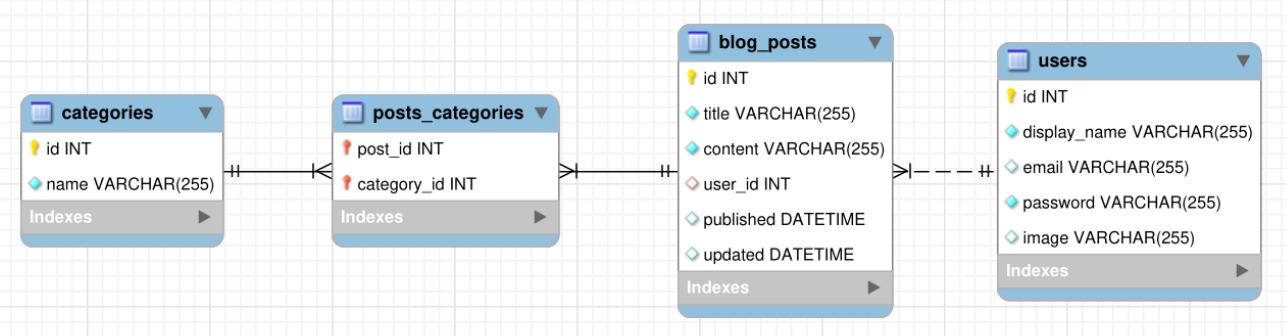 categories
id INT
name VARCHAR(255)
Indexes
posts_categories
post_id INT
category_id INT
Indexes
blog_posts
id INT
title VARCHAR(255)
content VARCHAR(255)
user_id INT
published DATETIME
updated DATETIME
Indexes
users
id INT
display_name VARCHAR(255)
email VARCHAR(255)
password VARCHAR(255)
image VARCHAR(255)
Indexes